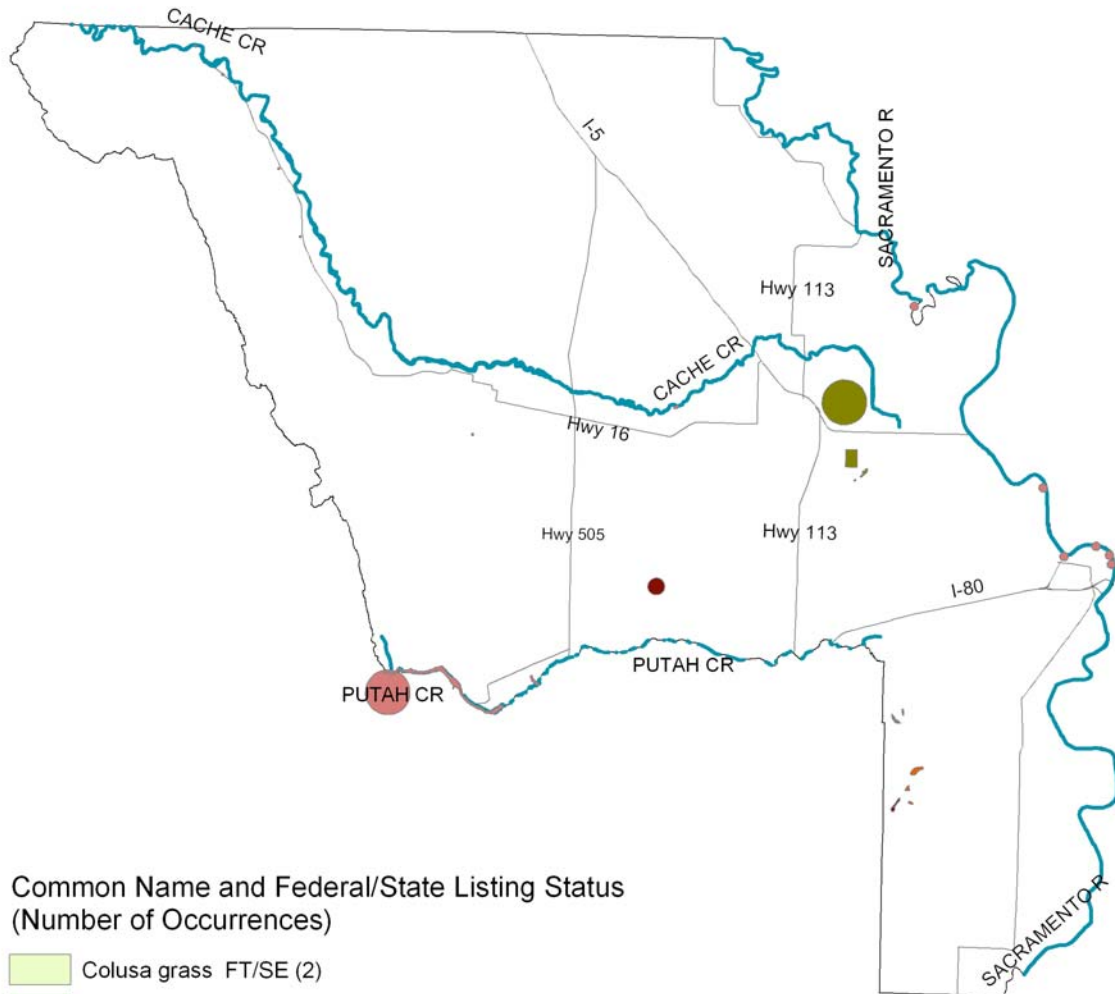 CACHE CR
I-5
SACRAMENTO R
Hwy 113
CACHE CR
Hwy 16
Hwy 505
Hwy 113
I-80
PUTAH CR
PUTAH CR
SACRAMENTO R
Common Name and Federal/State Listing Status
(Number of Occurrences)
Colusa grass FT/SE (2)